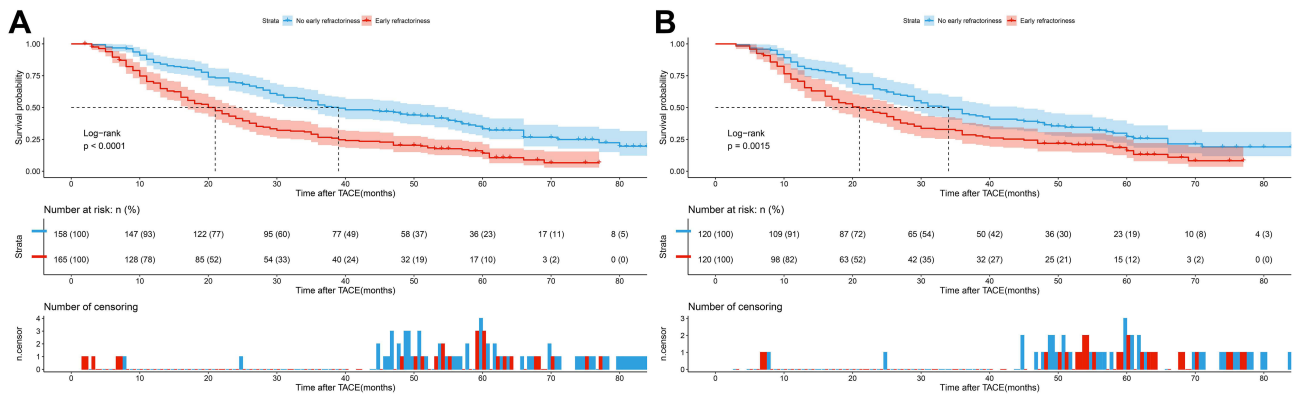 A
Strata No early refractoriness Early refractoriness
Survival probability
1.00
0.75
0.50
0.25
0.00
Log-rank
p < 0.0001
0 10 20 30 40 50 60 70 80
Time after TACE(months)
Number at risk: n (%)
Strata
158 (100) 147 (93) 122 (77) 95 (60) 77 (49) 58 (37) 36 (23) 17 (11) 8 (5)
165 (100) 128 (78) 85 (52) 54 (33) 40 (24) 32 (19) 17 (10) 3 (2) 0 (0)
0 10 20 30 40 50 60 70 80
Time after TACE(months)
Number of censoring
n.censor
4
3
2
1
0
0 10 20 30 40 50 60 70 80
Time after TACE(months)
B
Strata No early refractoriness Early refractoriness
Survival probability
1.00
0.75
0.50
0.25
0.00
Log-rank
p = 0.0015
0 10 20 30 40 50 60 70 80
Time after TACE(months)
Number at risk: n (%)
Strata
120 (100) 109 (91) 87 (72) 65 (54) 50 (42) 36 (30) 23 (19) 10 (8) 4 (3)
120 (100) 98 (82) 63 (52) 42 (35) 32 (27) 25 (21) 15 (12) 3 (2) 0 (0)
0 10 20 30 40 50 60 70 80
Time after TACE(months)
Number of censoring
n.censor
3
2
1
0
0 10 20 30 40 50 60 70 80
Time after TACE(months)